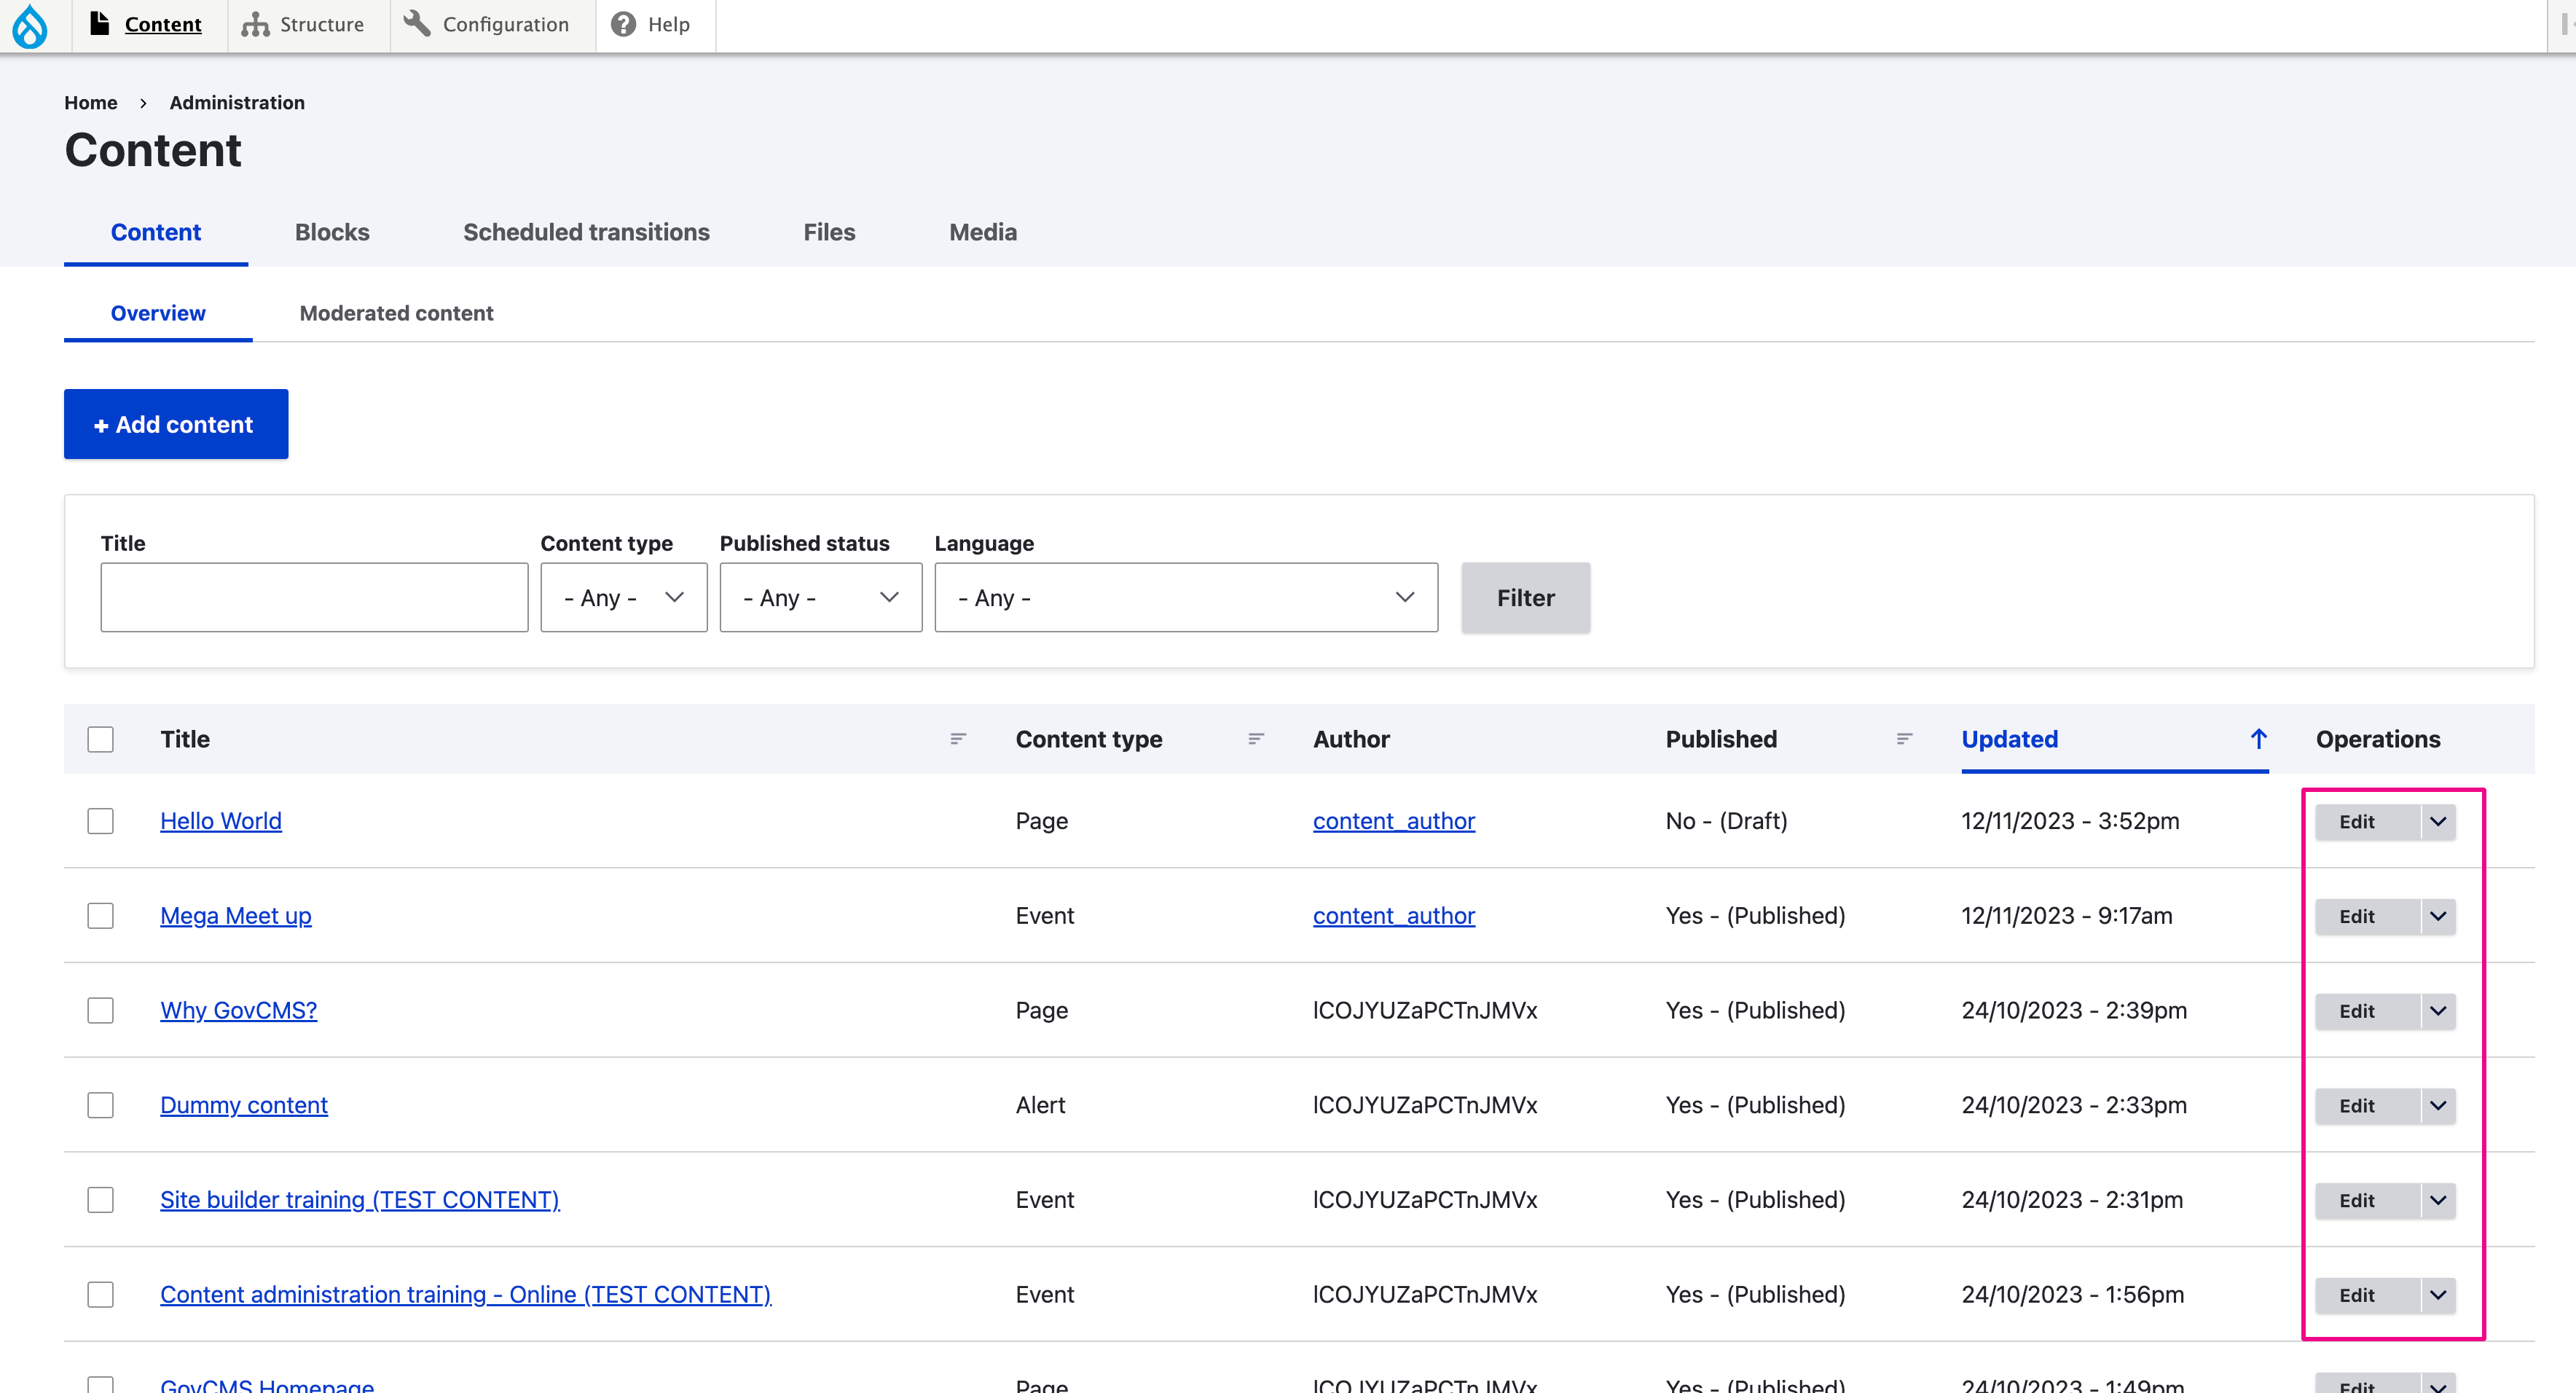 Content Structure Configuration Help
Home › Administration
Content
Content Blocks Scheduled transitions Files Media
Overview Moderated content
+ Add content
Title Content type Published status Language
- Any - - Any - - Any - Filter
Title Content type Author Published Updated Operations
Hello World Page content_author No - (Draft) 12/11/2023 - 3:52pm Edit
Mega Meet up Event content_author Yes - (Published) 12/11/2023 - 9:17am Edit
Why GovCMS? Page lCOJYUZaPCTnJMVx Yes - (Published) 24/10/2023 - 2:39pm Edit
Dummy content Alert lCOJYUZaPCTnJMVx Yes - (Published) 24/10/2023 - 2:33pm Edit
Site builder training (TEST CONTENT) Event lCOJYUZaPCTnJMVx Yes - (Published) 24/10/2023 - 2:31pm Edit
Content administration training - Online (TEST CONTENT) Event lCOJYUZaPCTnJMVx Yes - (Published) 24/10/2023 - 1:56pm Edit
GovCMS Homepage Page lCOJYUZaPCTnJMVx Yes - (Published) 24/10/2023 - 1:49pm Edit